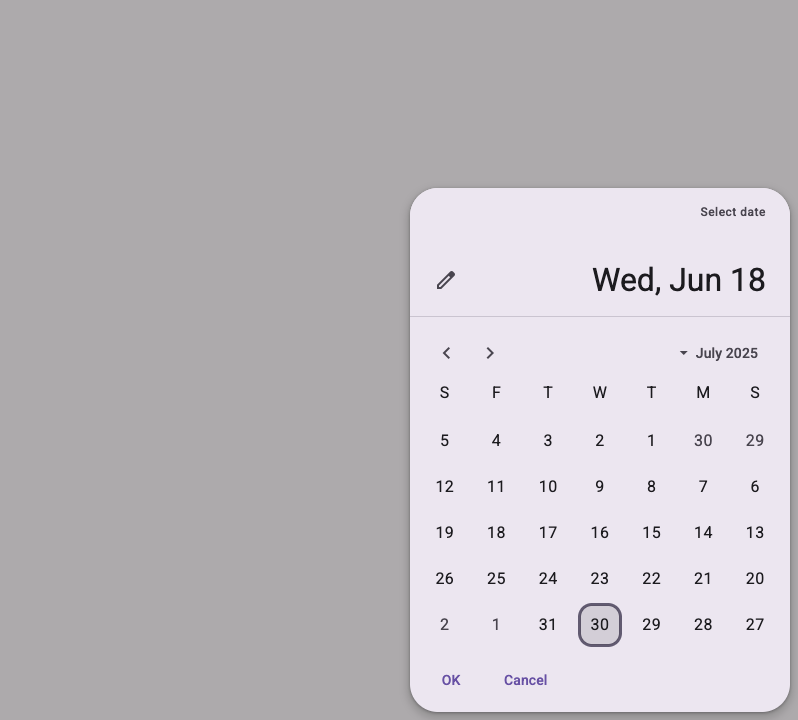 Select date
Wed, Jun 18
July 2025
S F T W T M S
5 4 3 2 1 30 29
12 11 10 9 8 7 6
19 18 17 16 15 14 13
26 25 24 23 22 21 20
2 1 31 30 29 28 27
OK Cancel